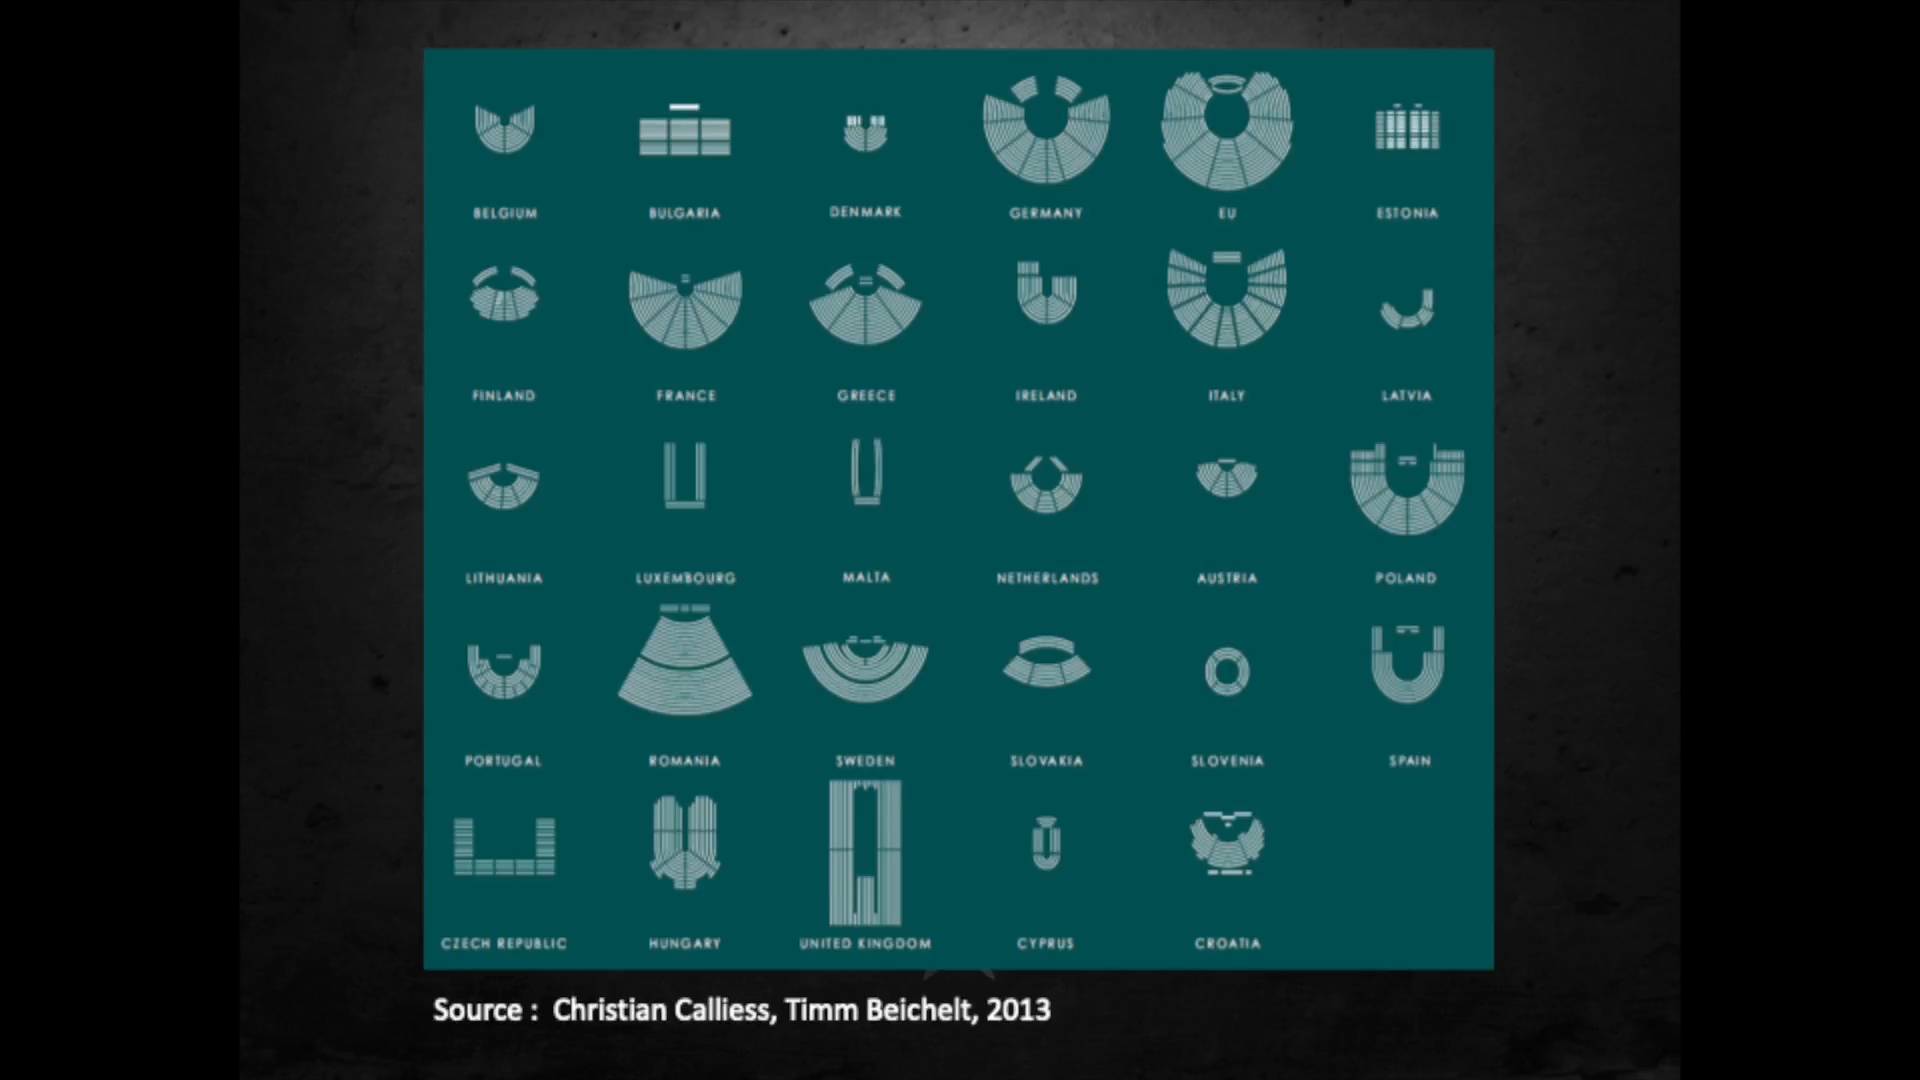 BELGIUM BULGARIA DENMARK GERMANY EU ESTONIA
FINLAND FRANCE GREECE IRELAND ITALY LATVIA
LITHUANIA LUXEMBOURG MALTA NETHERLANDS AUSTRIA POLAND
PORTUGAL ROMANIA SWEDEN SLOVAKIA SLOVENIA SPAIN
CZECH REPUBLIC HUNGARY UNITED KINGDOM CYPRUS CROATIA
Source : Christian Calliess, Timm Beichelt, 2013